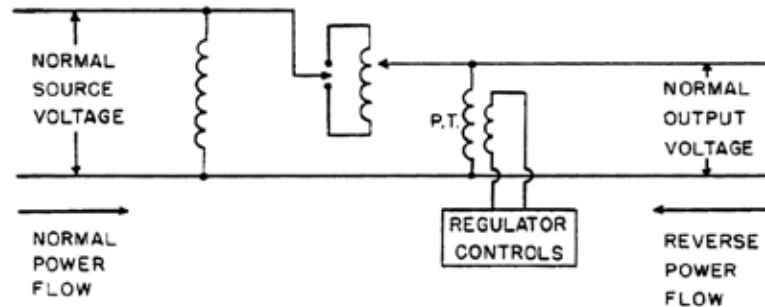 NORMAL
SOURCE
VOLTAGE
P.T.
NORMAL
OUTPUT
VOLTAGE
REGULATOR
CONTROLS
NORMAL
POWER
FLOW
REVERSE
POWER
FLOW